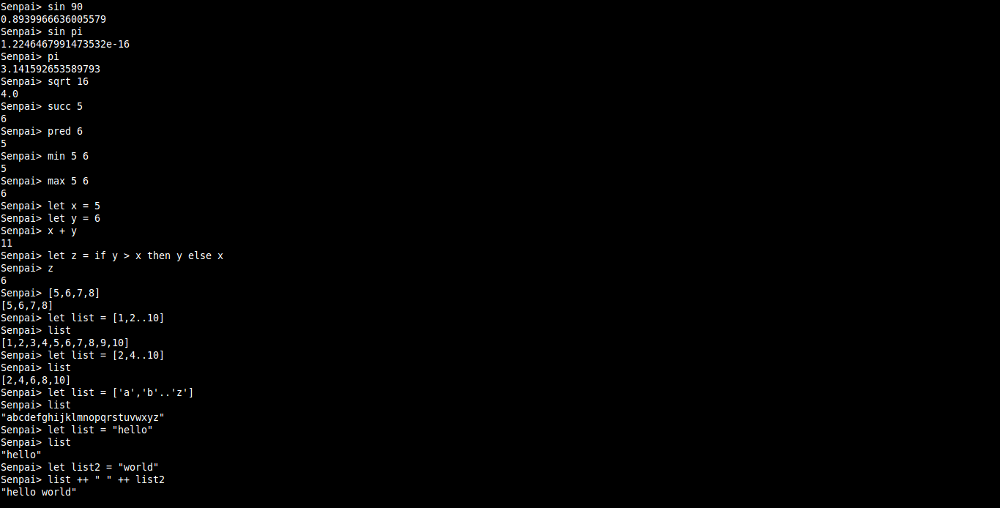 Senpai> sin 90
0.8939966636005579
Senpai> sin pi
1.2246467991473532e-16
Senpai> pi
3.141592653589793
Senpai> sqrt 16
4.0
Senpai> succ 5
6
Senpai> pred 6
5
Senpai> min 5 6
5
Senpai> max 5 6
6
Senpai> let x = 5
Senpai> let y = 6
Senpai> x + y
11
Senpai> let z = if y > x then y else x
Senpai> z
6
Senpai> [5,6,7,8]
[5,6,7,8]
Senpai> let list = [1,2..10]
Senpai> list
[1,2,3,4,5,6,7,8,9,10]
Senpai> let list = [2,4..10]
Senpai> list
[2,4,6,8,10]
Senpai> let list = ['a','b'..'z']
Senpai> list
"abcdefghijklmnopqrstuvwxyz"
Senpai> let list = "hello"
Senpai> list
"hello"
Senpai> let list2 = "world"
Senpai> list ++ " " ++ list2
"hello world"